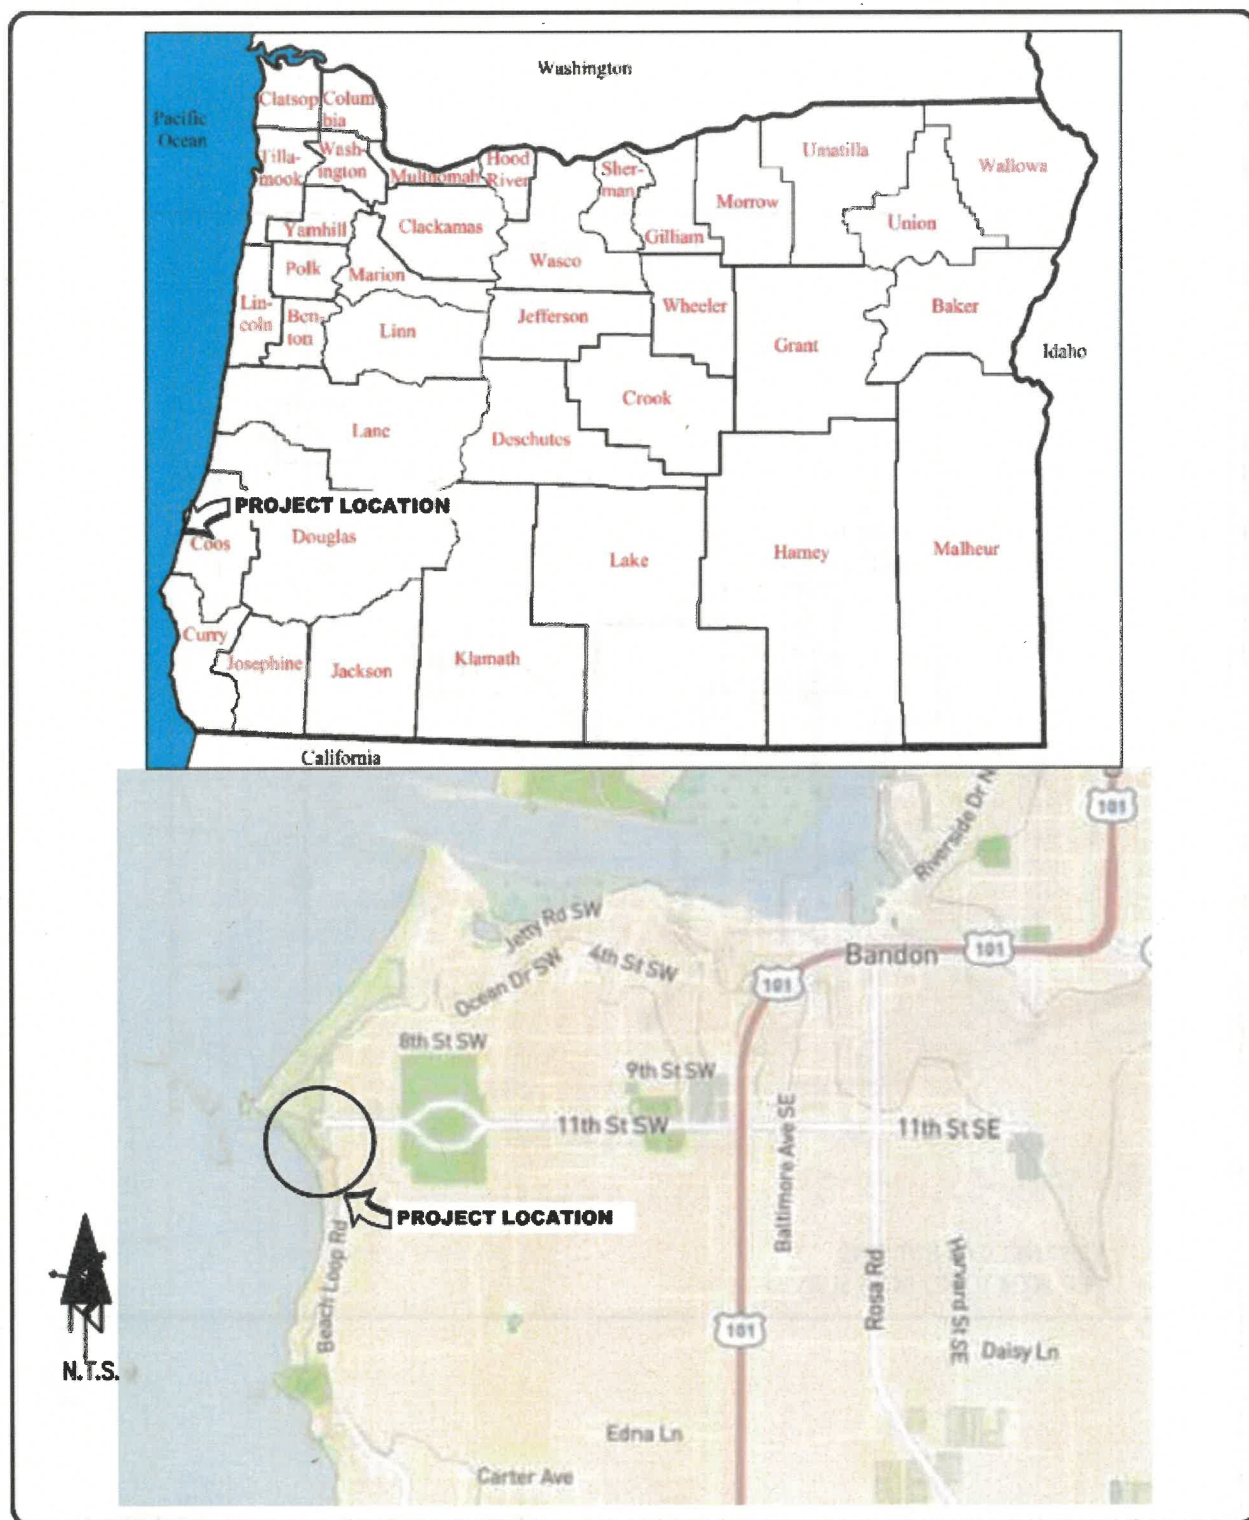 Washington
Pacific
Ocean
Clatsop
Colum
bia
Tilla-
mook
Wash-
ington
Multnomah
Hood
River
Sher-
man
Umatilla
Wallowa
Morrow
Gilliam
Union
Yamhill
Clackamas
Wasco
Polk
Marion
Lin-
coln
Ben-
ton
Linn
Jefferson
Wheeler
Grant
Baker
Idaho
Crook
Lane
Deschutes
PROJECT LOCATION
Coos
Douglas
Lake
Harney
Malheur
Curry
Josephine
Jackson
Klamath
California
101
Riverside Dr N
Jetty Rd SW
Ocean Dr SW
4th St SW
101
Bandon
101
8th St SW
9th St SW
11th St SW
Baltimore Ave SE
11th St SE
PROJECT LOCATION
Beach Loop Rd
Rosa Rd
Harvard St SE
101
Daisy Ln
N
N.T.S.
Edna Ln
Carter Ave